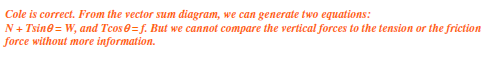 Cole is correct. From the vector sum diagram, we can generate two equations:
N + Tsinθ = W, and Tcosθ = f. But we cannot compare the vertical forces to the tension or the friction
force without more information.